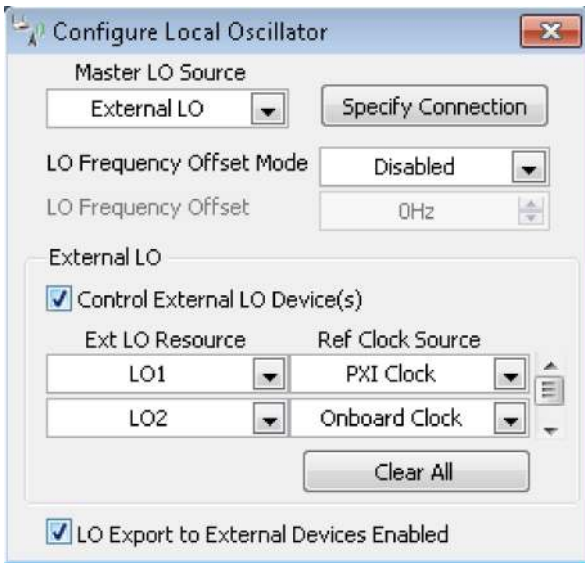 Configure Local Oscillator
Master LO Source
External LO
Specify Connection
LO Frequency Offset Mode
Disabled
LO Frequency Offset
0Hz
External LO
Control External LO Device(s)
Ext LO Resource
Ref Clock Source
LO1
PXI Clock
LO2
Onboard Clock
Clear All
LO Export to External Devices Enabled